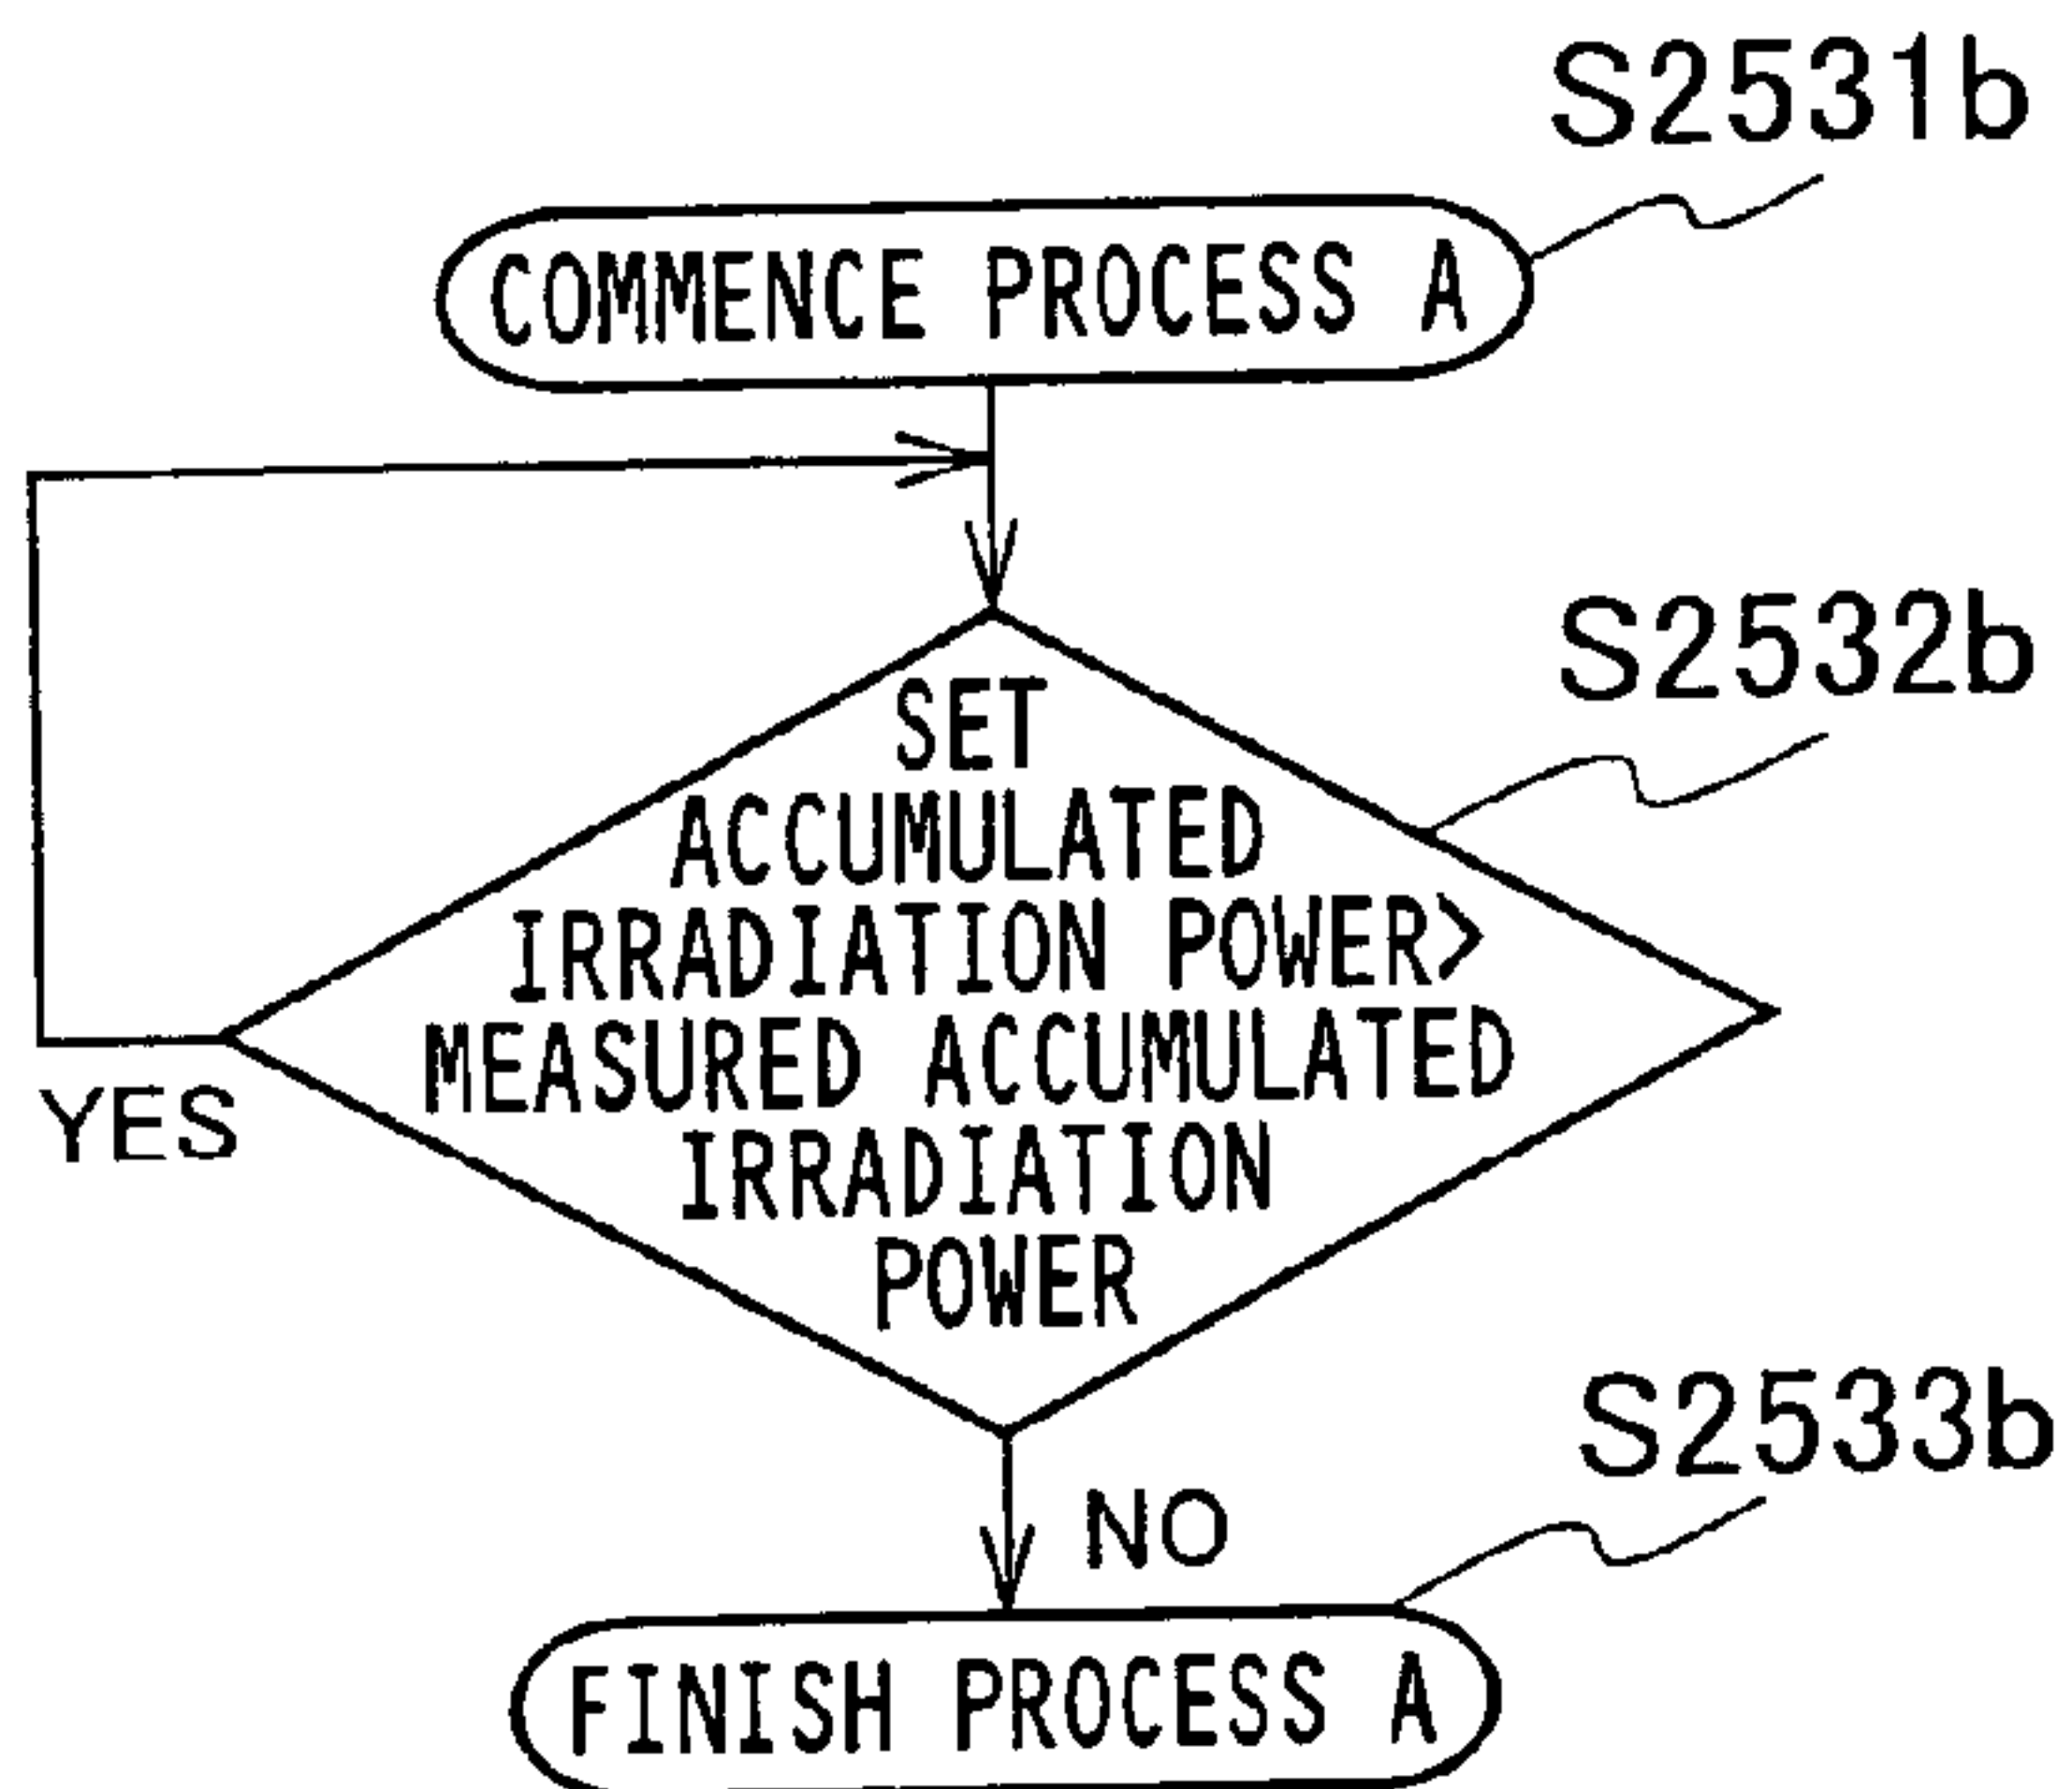 S2531b
COMMENCE PROCESS A
S2532b
SET
ACCUMULATED
IRRADIATION POWER>
MEASURED ACCUMULATED
IRRADIATION
POWER
YES
S2533b
NO
FINISH PROCESS A